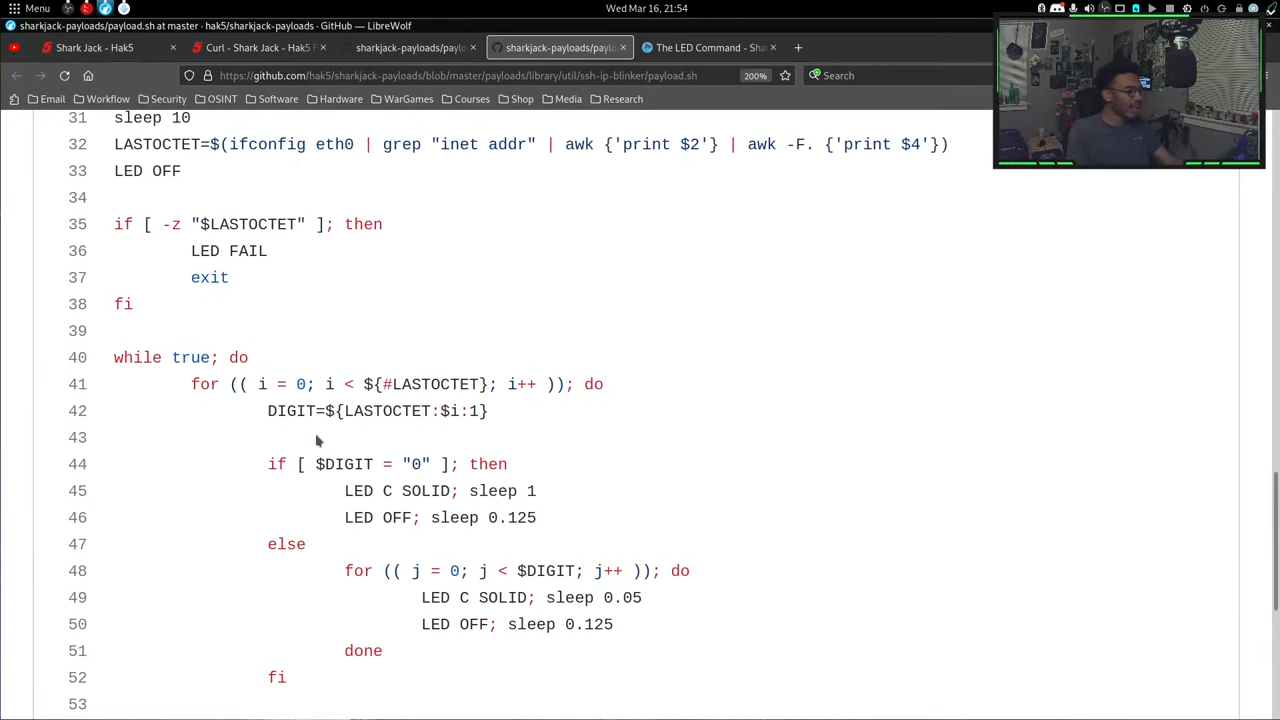 Menu
Wed Mar 16, 21:54
sharkjack-payloads/payload.sh at master · hak5/sharkjack-payloads · GitHub — LibreWolf
Shark Jack - Hak5
Curl - Shark Jack - Hak5 F
sharkjack-payloads/payloa
sharkjack-payloads/paylo
The LED Command - Shar
https://github.com/hak5/sharkjack-payloads/blob/master/payloads/library/util/ssh-ip-blinker/payload.sh
200%
Search
Email
Workflow
Security
OSINT
Software
Hardware
WarGames
Courses
Shop
Media
Research
31 sleep 10
32 LASTOCTET=$(ifconfig eth0 | grep "inet addr" | awk {'print $2'} | awk -F. {'print $4'})
33 LED OFF
34
35 if [ -z "$LASTOCTET" ]; then
36 LED FAIL
37 exit
38 fi
39
40 while true; do
41 for (( i = 0; i < ${#LASTOCTET}; i++ )); do
42 DIGIT=${LASTOCTET:$i:1}
43
44 if [ $DIGIT = "0" ]; then
45 LED C SOLID; sleep 1
46 LED OFF; sleep 0.125
47 else
48 for (( j = 0; j < $DIGIT; j++ )); do
49 LED C SOLID; sleep 0.05
50 LED OFF; sleep 0.125
51 done
52 fi
53